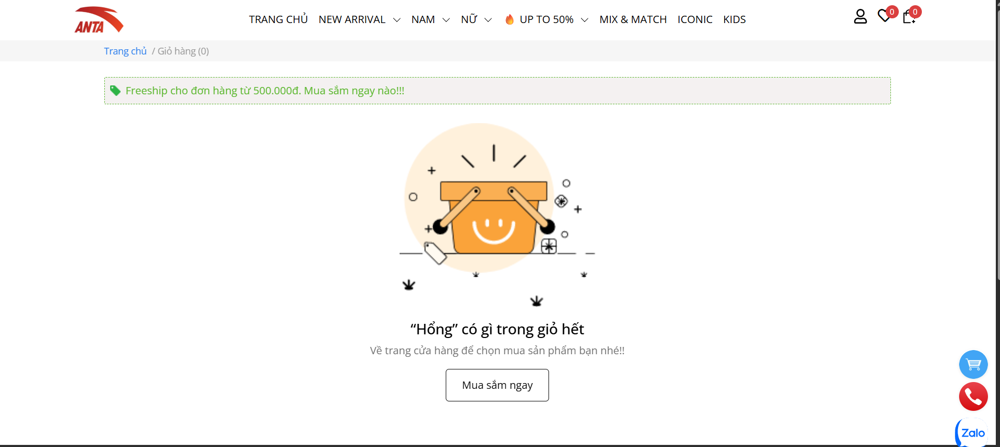 ANTA
TRANG CHỦ NEW ARRIVAL NAM NỮ UP TO 50% MIX & MATCH ICONIC KIDS
0 0
Trang chủ / Giỏ hàng (0)
Freeship cho đơn hàng từ 500.000đ. Mua sắm ngay nào!!!
“Hổng” có gì trong giỏ hết
Về trang cửa hàng để chọn mua sản phẩm bạn nhé!!
Mua sắm ngay
Zalo